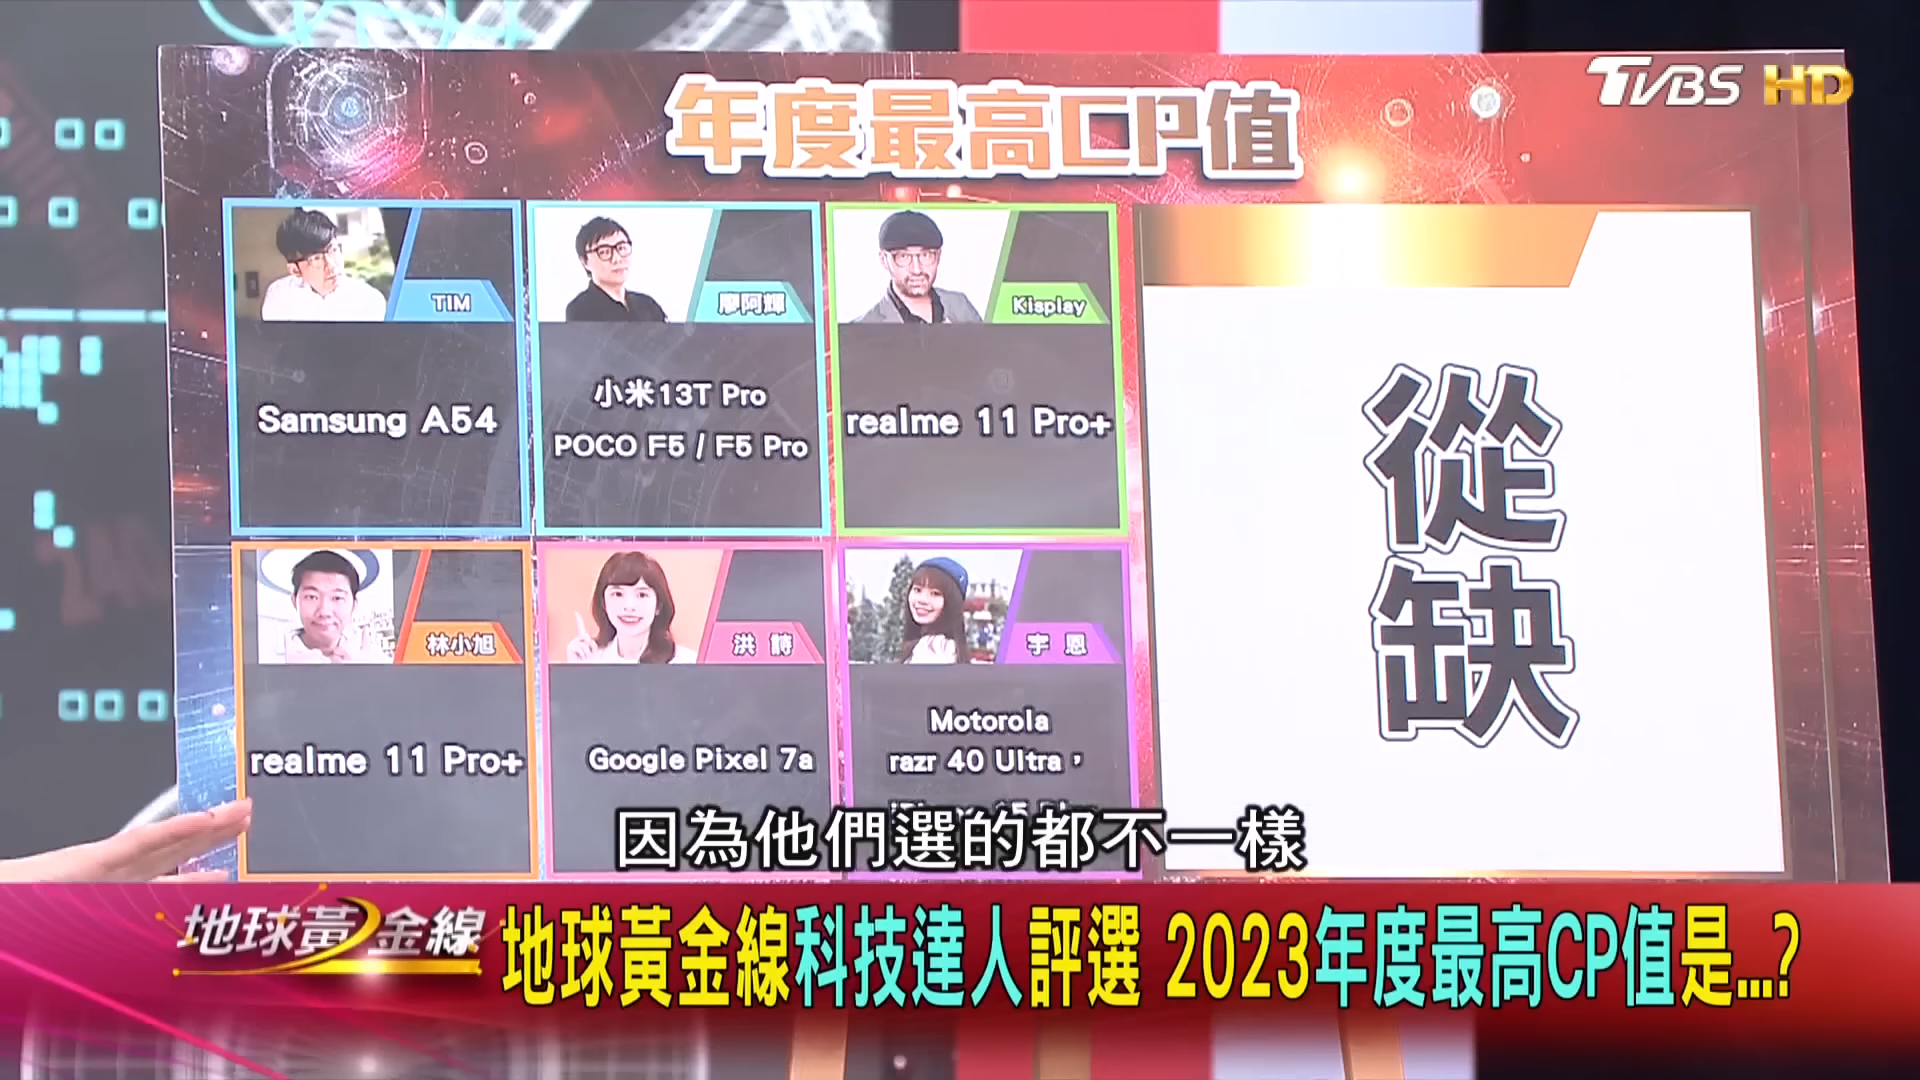 TVBS HD
年度最高CP值
TIM
Samsung A54
廖阿輝
小米13T Pro
POCO F5 / F5 Pro
Kisplay
realme 11 Pro+
林小旭
realme 11 Pro+
洪詩
Google Pixel 7a
宇恩
Motorola
razr 40 Ultra，
從缺
因為他們選的都不一樣
地球黃金線
地球黃金線科技達人評選 2023年度最高CP值是...?